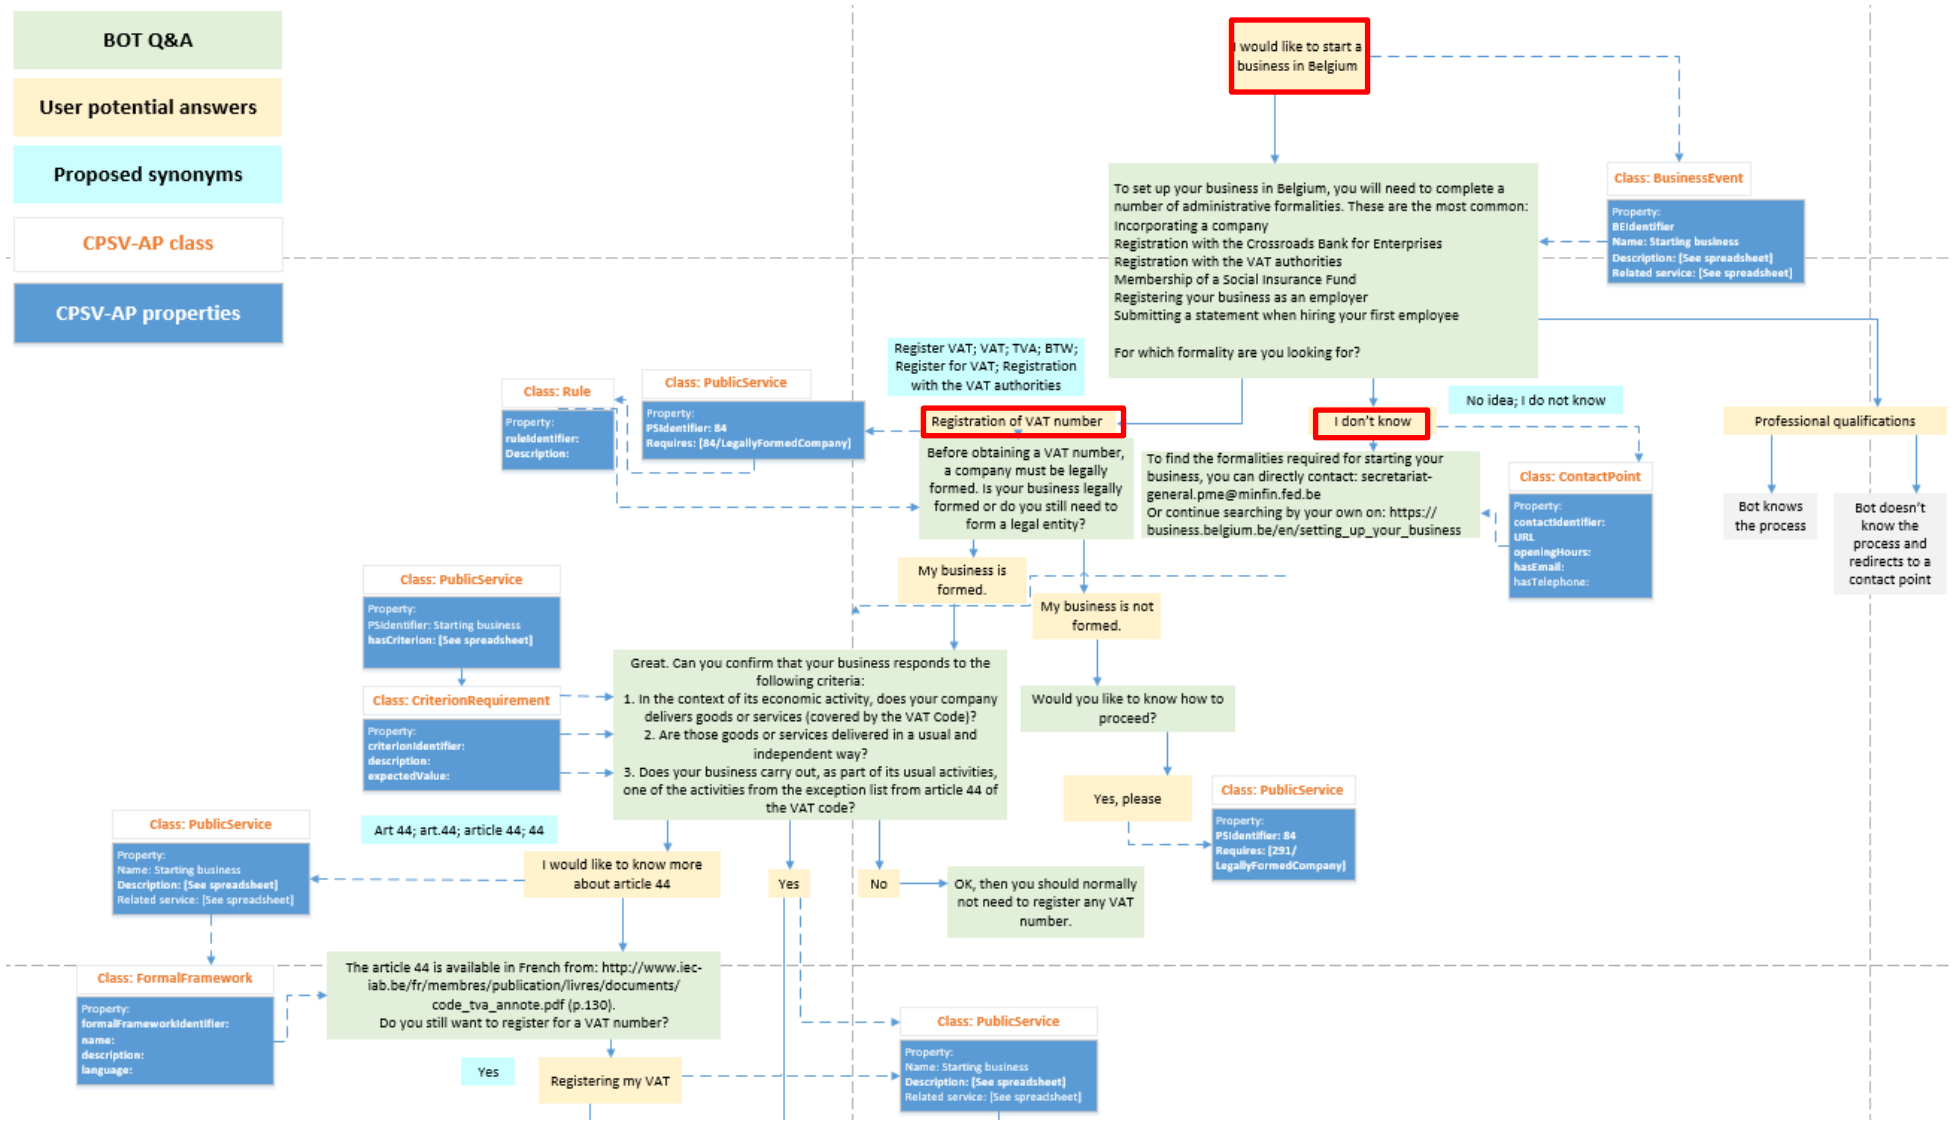 BOT Q&A
User potential answers
Proposed synonyms
CPSV-AP class
CPSV-AP properties
I would like to start a
business in Belgium
To set up your business in Belgium, you will need to complete a
number of administrative formalities. These are the most common:
Incorporating a company
Registration with the Crossroads Bank for Enterprises
Registration with the VAT authorities
Membership of a Social Insurance Fund
Registering your business as an employer
Submitting a statement when hiring your first employee
For which formality are you looking for?
Class: BusinessEvent
Property:
BEIdentifier
Name: Starting business
Description: [See spreadsheet]
Related service: [See spreadsheet]
Register VAT; VAT; TVA; BTW;
Register for VAT; Registration
with the VAT authorities
Class: Rule
Property:
ruleIdentifier:
Description:
Class: PublicService
Property:
PSIdentifier: 84
Requires: [84/LegallyFormedCompany]
Registration of VAT number
I don't know
No idea; I do not know
Professional qualifications
Before obtaining a VAT number,
a company must be legally
formed. Is your business legally
formed or do you still need to
form a legal entity?
To find the formalities required for starting your
business, you can directly contact: secretariat-
general.pme@minfin.fed.be
Or continue searching by your own on: https://
business.belgium.be/en/setting_up_your_business
Class: ContactPoint
Property:
contactIdentifier:
URL
openingHours:
hasEmail:
hasTelephone:
Bot knows
the process
Bot doesn't
know the
process and
redirects to a
contact point
My business is
formed.
My business is not
formed.
Class: PublicService
Property:
PSIdentifier: Starting business
hasCriterion: [See spreadsheet]
Class: CriterionRequirement
Property:
criterionIdentifier:
description:
expectedValue:
Great. Can you confirm that your business responds to the
following criteria:
1. In the context of its economic activity, does your company
delivers goods or services (covered by the VAT Code)?
2. Are those goods or services delivered in a usual and
independent way?
3. Does your business carry out, as part of its usual activities,
one of the activities from the exception list from article 44 of
the VAT code?
Would you like to know how to
proceed?
Yes, please
Class: PublicService
Property:
PSIdentifier: 84
Requires: [291/
LegallyFormedCompany]
Art 44; art.44; article 44; 44
Class: PublicService
Property:
Name: Starting business
Description: [See spreadsheet]
Related service: [See spreadsheet]
I would like to know more
about article 44
Yes
No
OK, then you should normally
not need to register any VAT
number.
Class: FormalFramework
Property:
formalFrameworkIdentifier:
name:
description:
language:
The article 44 is available in French from: http://www.iec-
iab.be/fr/membres/publication/livres/documents/
code_tva_annote.pdf (p.130).
Do you still want to register for a VAT number?
Yes
Registering my VAT
Class: PublicService
Property:
Name: Starting business
Description: [See spreadsheet]
Related service: [See spreadsheet]